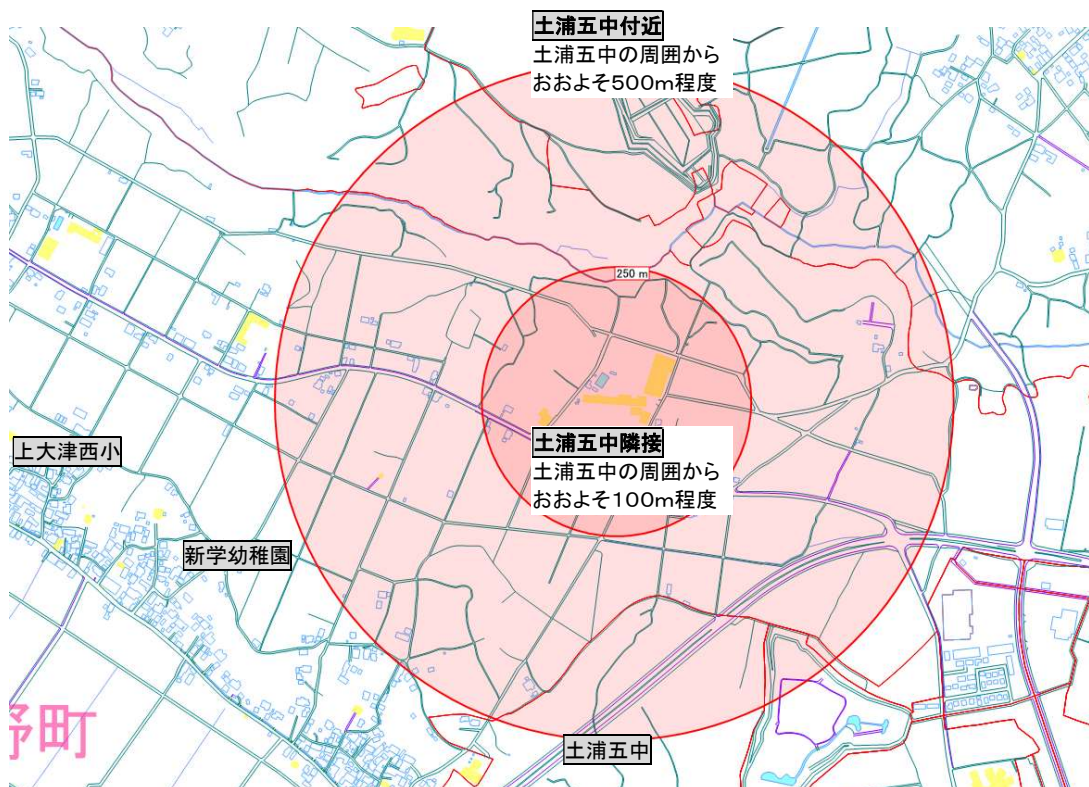 土浦五中付近
土浦五中の周囲から
おおよそ500m程度
250 m
土浦五中隣接
土浦五中の周囲から
おおよそ100m程度
上大津西小
新学幼稚園
土浦五中
野町